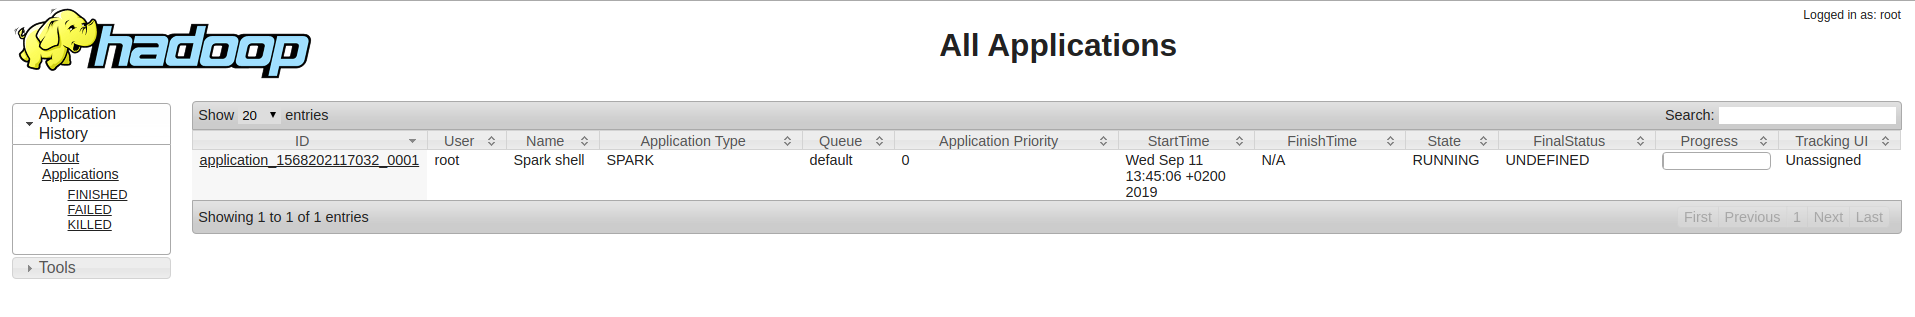 Logged in as: root
hadoop
All Applications
Application
History
About
Applications
FINISHED
FAILED
KILLED
Tools
Show 20 entries Search:
ID User Name Application Type Queue Application Priority StartTime FinishTime State FinalStatus Progress Tracking UI
application_1568202117032_0001 root Spark shell SPARK default 0 Wed Sep 11 N/A RUNNING UNDEFINED Unassigned
13:45:06 +0200
2019
Showing 1 to 1 of 1 entries First Previous 1 Next Last